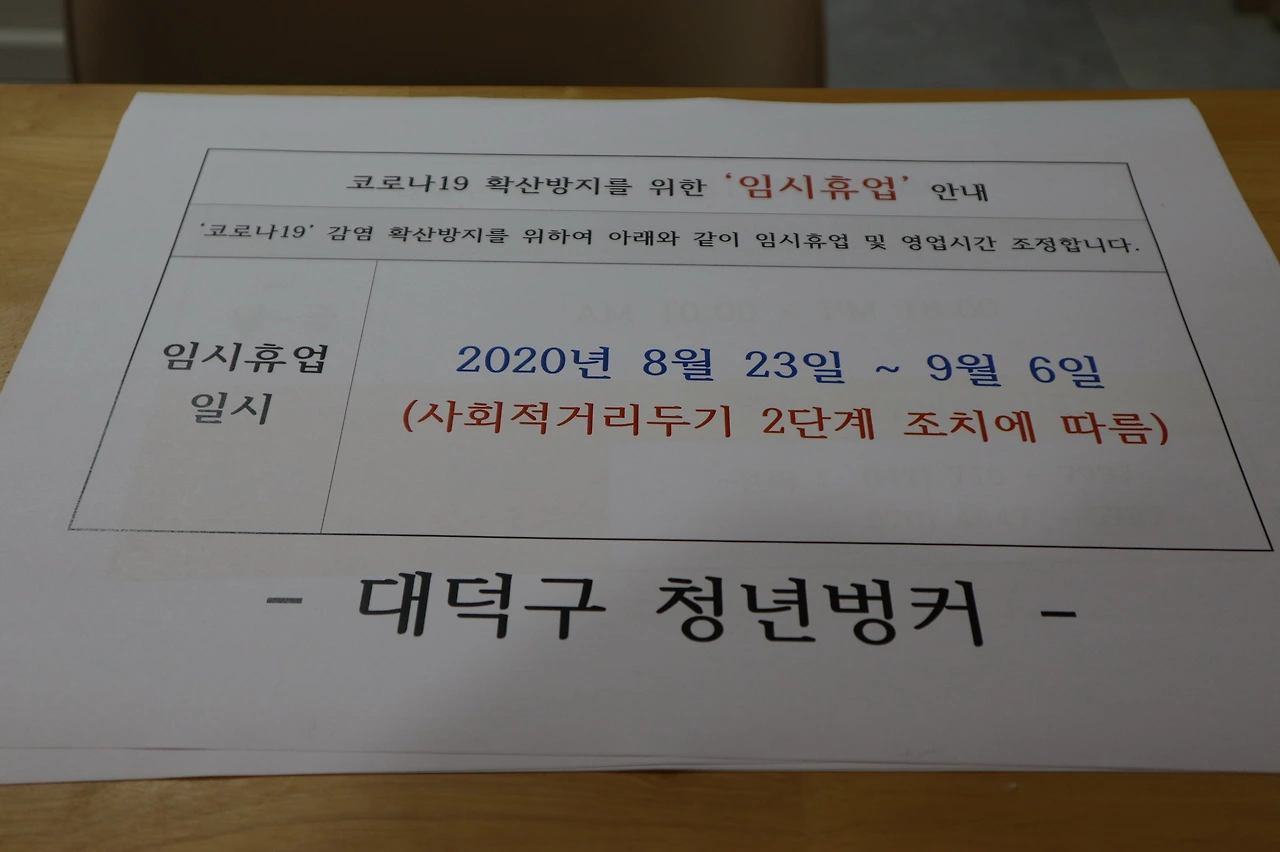 코로나19 확산방지를 위한 '임시휴업' 안내
'코로나19' 감염 확산방지를 위하여 아래와 같이 임시휴업 및 영업시간 조정합니다.
임시휴업
일시
2020년 8월 23일 ~ 9월 6일
(사회적거리두기 2단계 조치에 따름)
- 대덕구 청년벙커 -